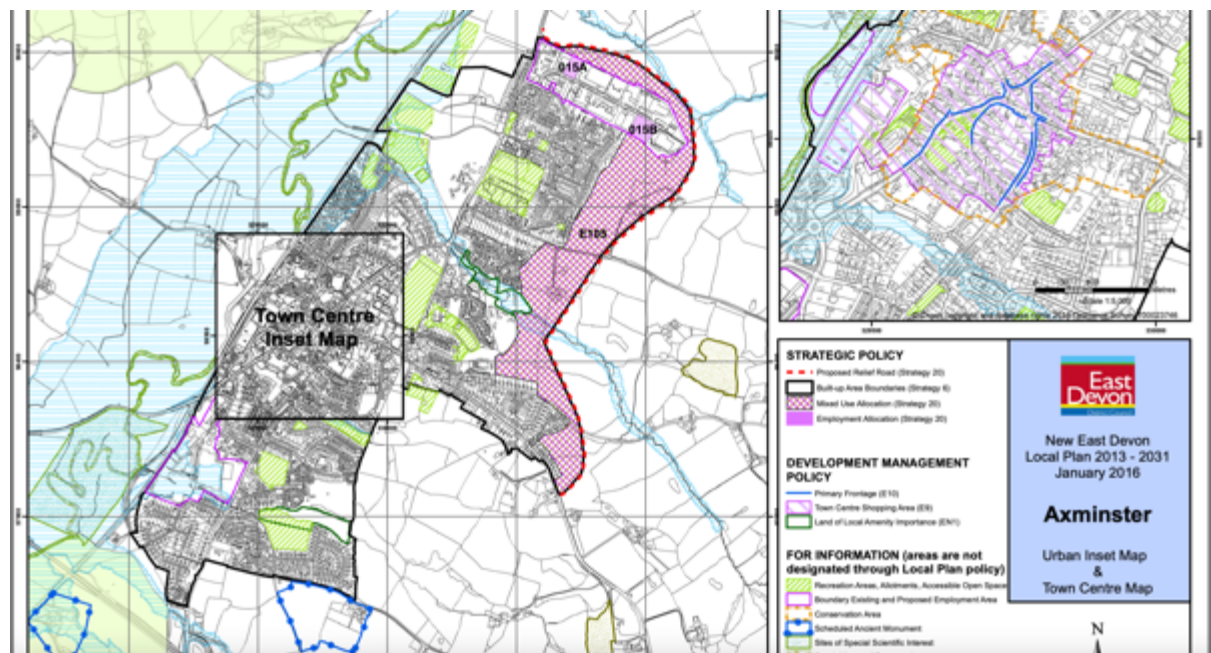 015A
015B
E105
Town Centre
Inset Map
STRATEGIC POLICY
Proposed Relief Road (Strategy 20)
Built-up Area Boundaries (Strategy 6)
Mixed Use Allocation (Strategy 20)
Employment Allocation (Strategy 20)
DEVELOPMENT MANAGEMENT
POLICY
Primary Frontage (E10)
Town Centre Shopping Area (E9)
Land of Local Amenity Importance (EN1)
FOR INFORMATION (areas are not
designated through Local Plan policy)
Recreation Areas, Allotments, Accessible Open Space
Boundary Existing and Proposed Employment Area
Conservation Area
Scheduled Ancient Monument
Sites of Special Scientific Interest
East
Devon
New East Devon
Local Plan 2013 - 2031
January 2016
Axminster
Urban Inset Map
&
Town Centre Map
N